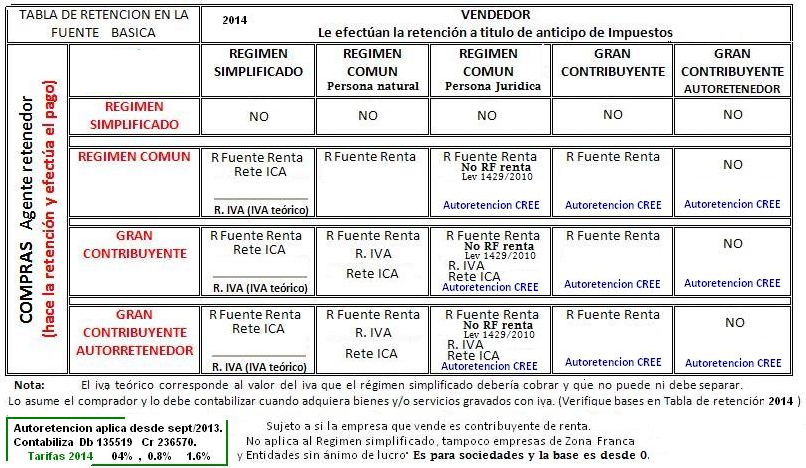 TABLA DE RETENCION EN LA
FUENTE BASICA
2014
VENDEDOR
Le efectúan la retención a titulo de anticipo de Impuestos
COMPRAS Agente retenedor
(hace la retención y efectúa el pago)
REGIMEN
SIMPLIFICADO
REGIMEN
COMUN
Persona natural
REGIMEN
COMUN
Persona Juridica
GRAN
CONTRIBUYENTE
GRAN
CONTRIBUYENTE
AUTORETENEDOR
REGIMEN
SIMPLIFICADO
NO
NO
NO
NO
NO
REGIMEN COMUN
R Fuente Renta
Rete ICA
R. IVA (IVA teórico)
R Fuente Renta
R Fuente Renta
No RF renta
Lev 1429/2010
Autoretencion CREE
R Fuente Renta
Autoretencion CREE
NO
Autoretencion CREE
GRAN
CONTRIBUYENTE
R Fuente Renta
Rete ICA
R. IVA (IVA teórico)
R Fuente Renta
R. IVA
Rete ICA
R Fuente Renta
No RF renta
Lev 1429/2010
R. IVA
Rete ICA
Autoretencion CREE
R Fuente Renta
Autoretencion CREE
NO
Autoretencion CREE
GRAN
CONTRIBUYENTE
AUTORRETENEDOR
R Fuente Renta
Rete ICA
R. IVA (IVA teórico)
R Fuente Renta
R. IVA
Rete ICA
R Fuente Renta
No RF renta
Lev 1429/2010
R. IVA
Rete ICA
Autoretencion CREE
R Fuente Renta
Autoretencion CREE
NO
Autoretencion CREE
Nota: El iva teórico corresponde al valor del iva que el régimen simplificado debería cobrar y que no puede ni debe separar.
Lo asume el comprador y lo debe contabilizar cuando adquiera bienes y/o servicios gravados con iva. (Verifique bases en Tabla de retención 2014 )
Autoretencion aplica desde sept/2013.
Contabiliza Db 135519 Cr 236570.
Tarifas 2014 04% , 0.8% 1.6%
Sujeto a si la empresa que vende es contribuyente de renta.
No aplica al Regimen simplificado, tampoco empresas de Zona Franca
y Entidades sin ánimo de lucro* Es para sociedades y la base es desde 0.